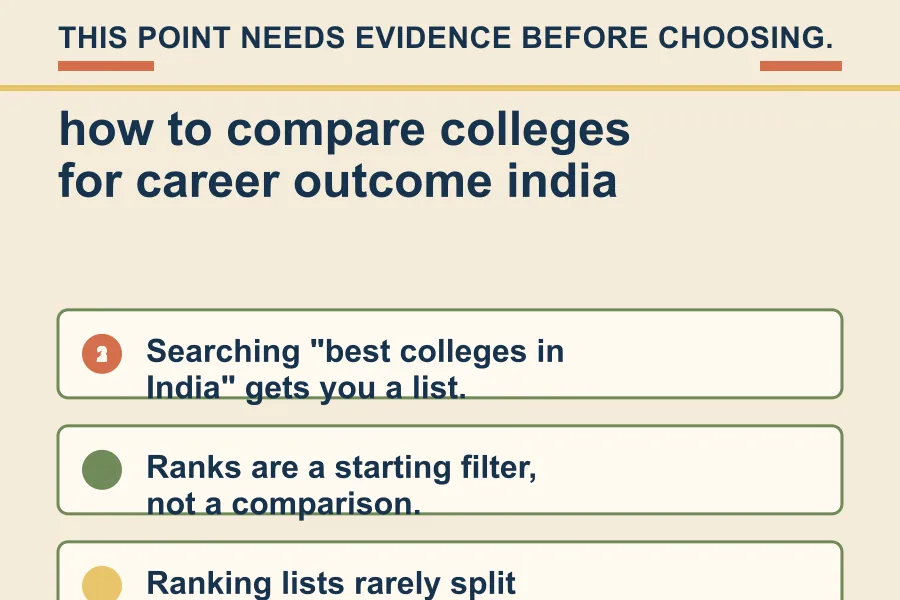 THIS POINT NEEDS EVIDENCE BEFORE CHOOSING.
how to compare colleges
for career outcome india
Searching "best colleges in
India" gets you a list.
Ranks are a starting filter,
not a comparison.
Ranking lists rarely split